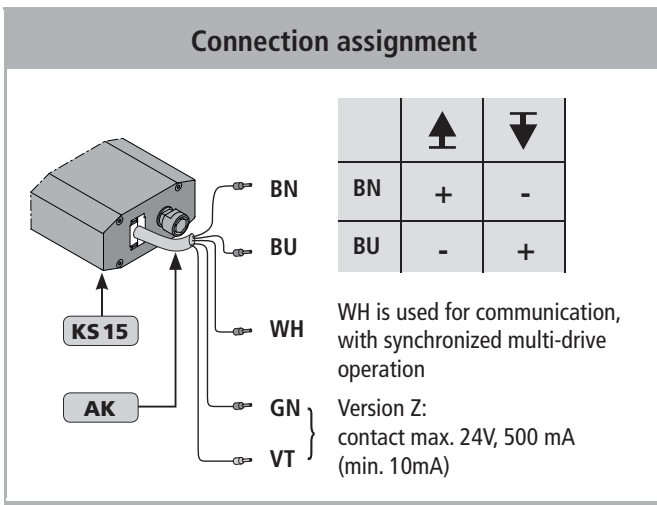 Connection assignment
BN + -
BU - +
BN
BU
WH
GN
VT
KS 15
AK
WH is used for communication,
with synchronized multi-drive
operation
Version Z:
contact max. 24V, 500 mA
(min. 10mA)